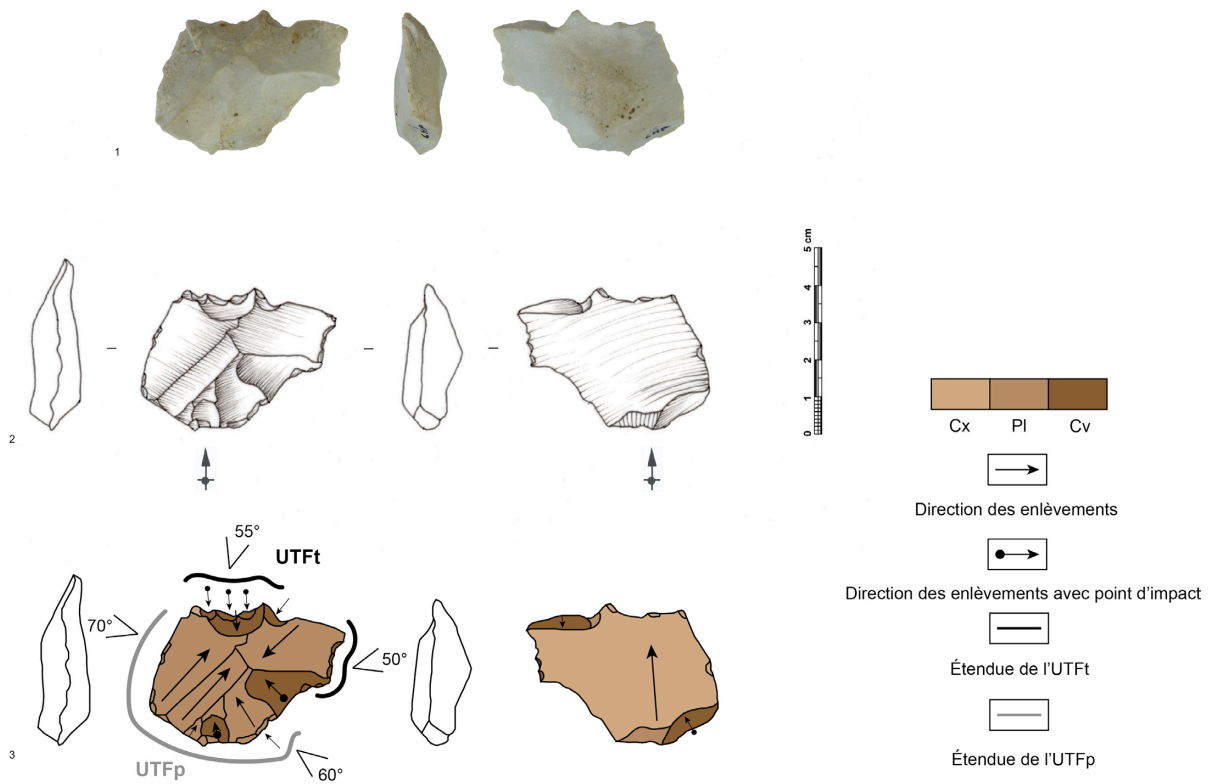 1
2
5 cm
4
3
2
1
0
Cx Pl Cv
Direction des enlèvements
Direction des enlèvements avec point d'impact
Étendue de l'UTFt
Étendue de l'UTFp
3
55°
UTFt
70°
50°
UTFp
60°